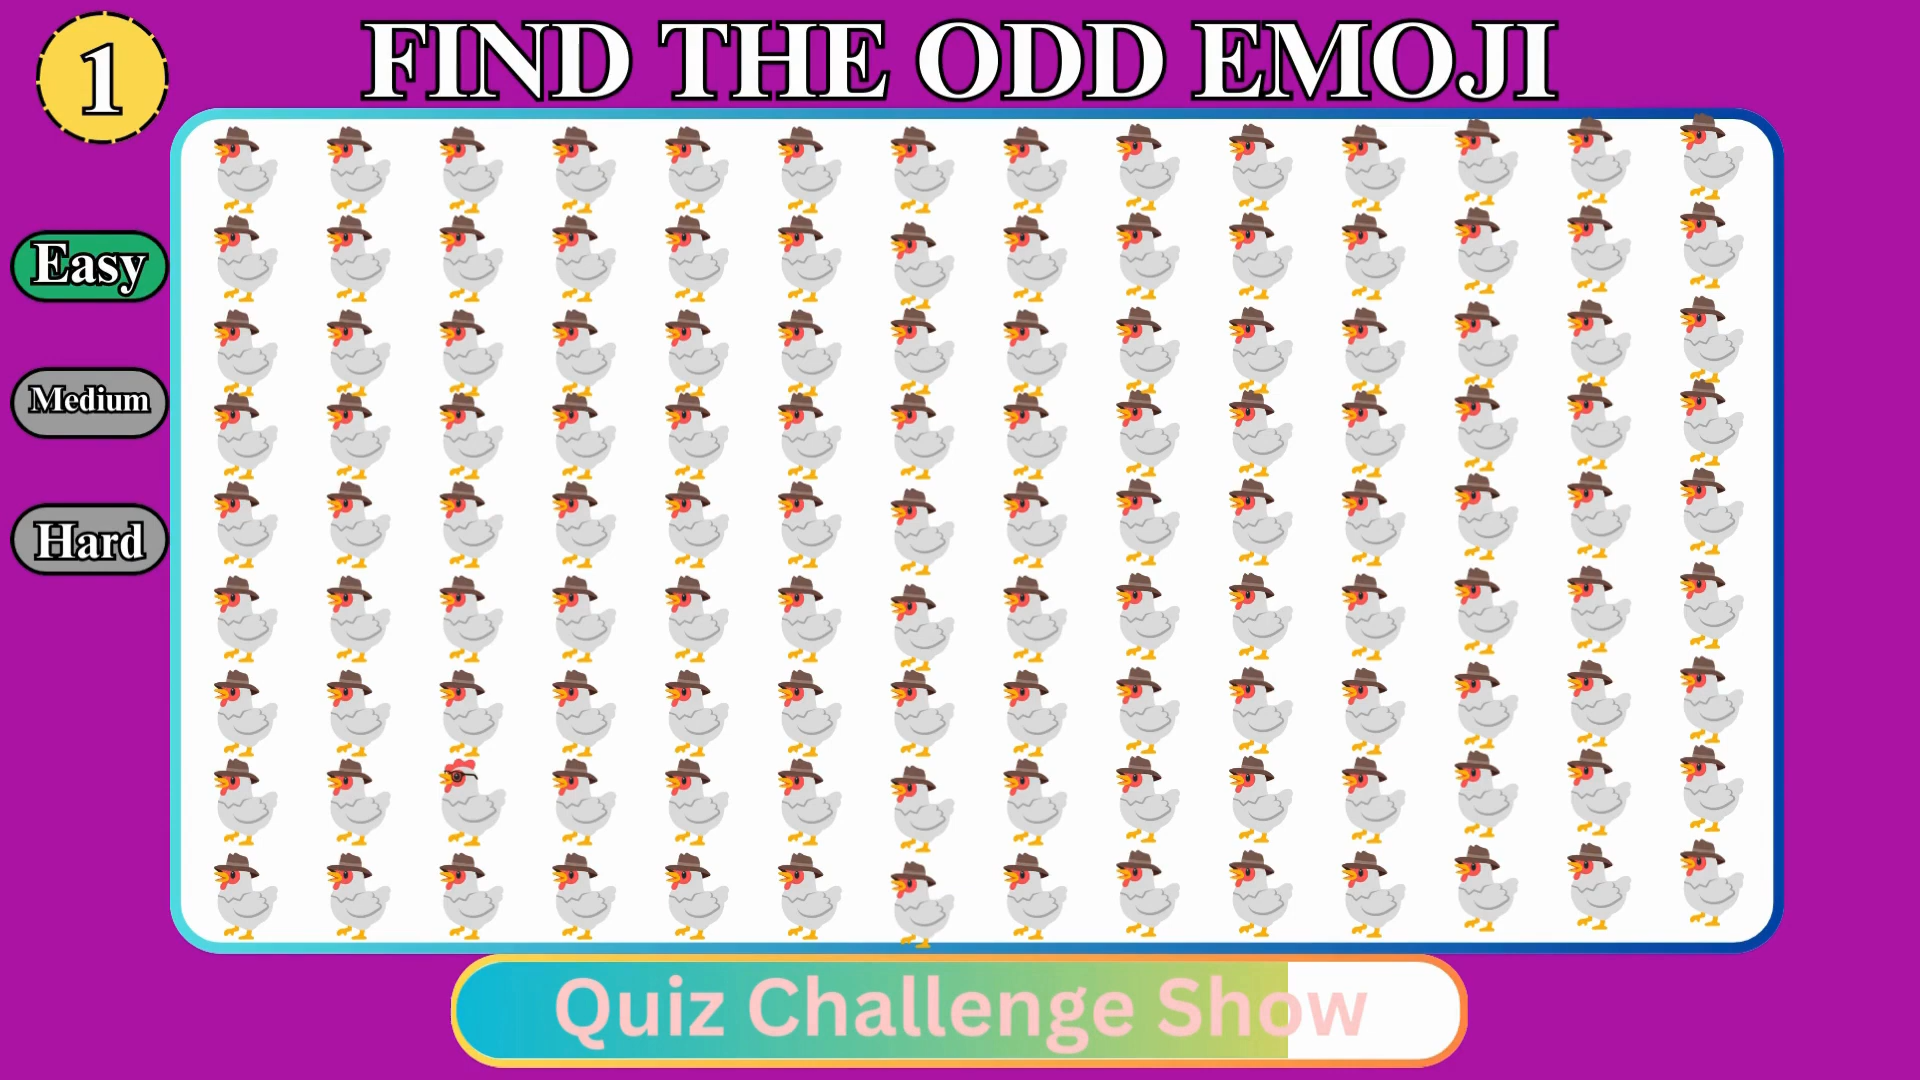 1
FIND THE ODD EMOJI
Easy
Medium
Hard
Quiz Challenge Show